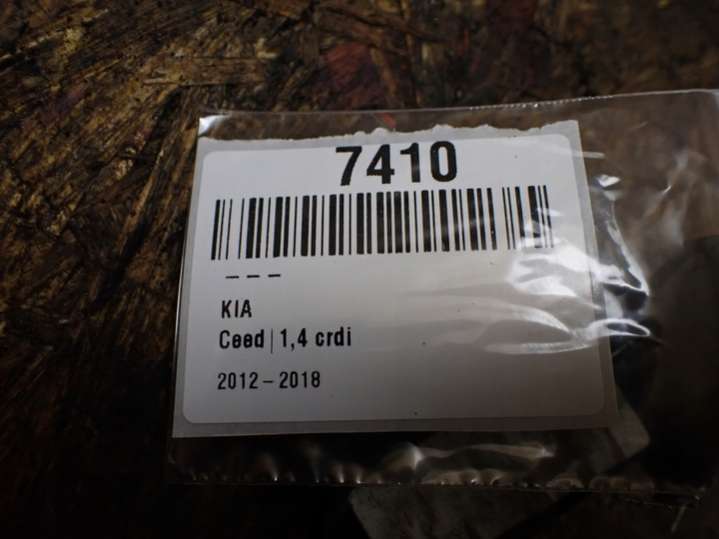 7410
---
KIA
Ceed | 1,4 crdi
2012 – 2018